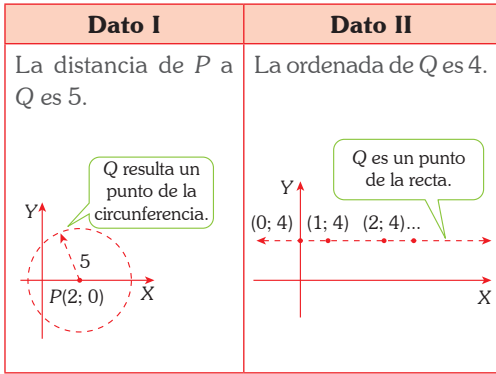 Dato I
La distancia de P a
Q es 5.
Q resulta un
punto de la
circunferencia.
Y
5
P(2; 0)
X
Dato II
La ordenada de Q es 4.
Q es un punto
de la recta.
Y
(0; 4) (1; 4) (2; 4)...
X